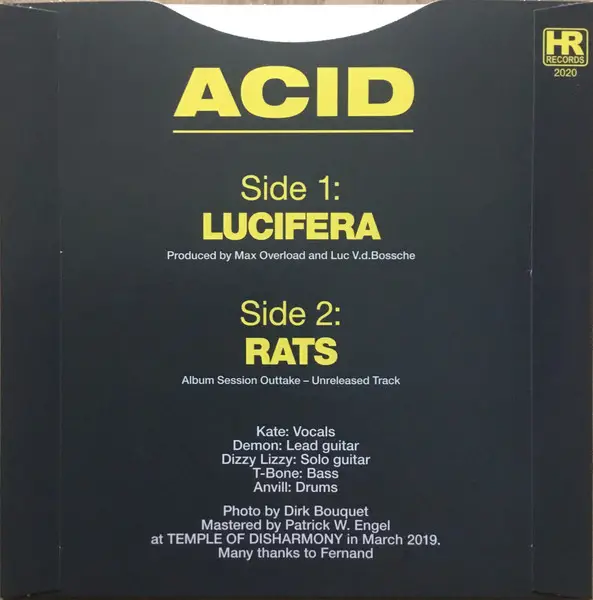 HR
RECORDS
2020
ACID
Side 1:
LUCIFERA
Produced by Max Overload and Luc V.d.Bossche
Side 2:
RATS
Album Session Outtake – Unreleased Track
Kate: Vocals
Demon: Lead guitar
Dizzy Lizzy: Solo guitar
T-Bone: Bass
Anvill: Drums
Photo by Dirk Bouquet
Mastered by Patrick W. Engel
at TEMPLE OF DISHARMONY in March 2019.
Many thanks to Fernand